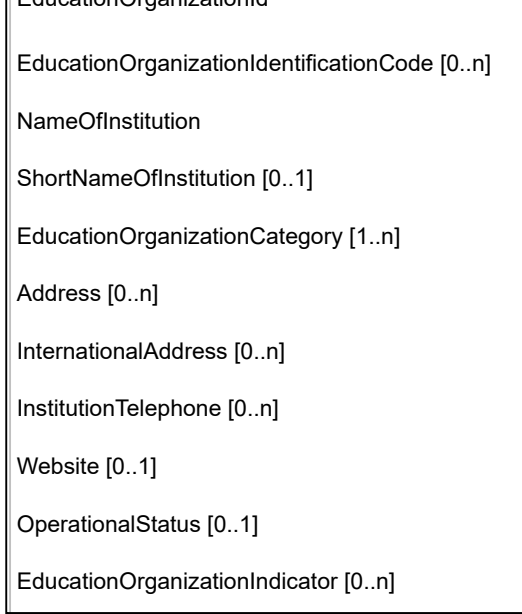 EducationOrganizationId
EducationOrganizationIdentificationCode [0..n]
NameOfInstitution
ShortNameOfInstitution [0..1]
EducationOrganizationCategory [1..n]
Address [0..n]
InternationalAddress [0..n]
InstitutionTelephone [0..n]
Website [0..1]
OperationalStatus [0..1]
EducationOrganizationIndicator [0..n]